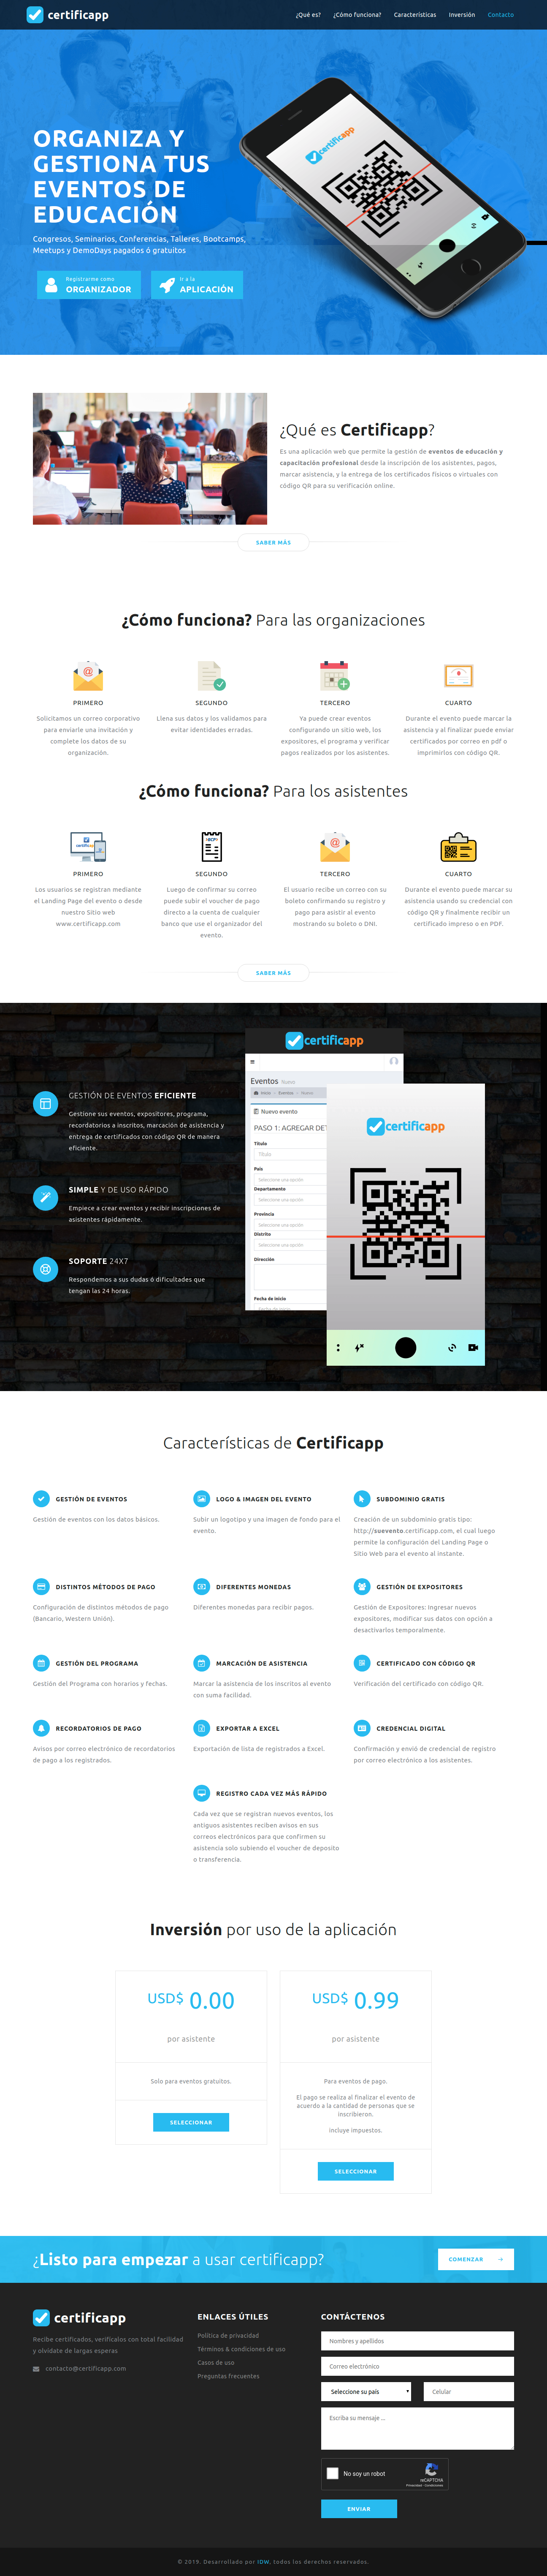 certificapp
¿Qué es?
¿Cómo funciona?
Características
Inversión
Contacto
ORGANIZA Y
GESTIONA TUS
EVENTOS DE
EDUCACIÓN
Congresos, Seminarios, Conferencias, Talleres, Bootcamps,
Meetups y DemoDays pagados ó gratuitos
Registrarme como
ORGANIZADOR
Ir a la
APLICACIÓN
certificapp
¿Qué es Certificapp?
Es una aplicación web que permite la gestión de eventos de educación y
capacitación profesional desde la inscripción de los asistentes, pagos,
marcar asistencia, y la entrega de los certificados físicos o virtuales con
código QR para su verificación online.
SABER MÁS
¿Cómo funciona? Para las organizaciones
PRIMERO
Solicitamos un correo corporativo
para enviarle una invitación y
complete los datos de su
organización.
SEGUNDO
Llena sus datos y los validamos para
evitar identidades erradas.
TERCERO
Ya puede crear eventos
configurando un sitio web, los
expositores, el programa y verificar
pagos realizados por los asistentes.
CUARTO
Durante el evento puede marcar la
asistencia y al finalizar puede enviar
certificados por correo en pdf o
imprimirlos con código QR.
¿Cómo funciona? Para los asistentes
PRIMERO
Los usuarios se registran mediante
el Landing Page del evento o desde
nuestro Sitio web
www.certificapp.com
SEGUNDO
Luego de confirmar su correo
puede subir el voucher de pago
directo a la cuenta de cualquier
banco que use el organizador del
evento.
TERCERO
El usuario recibe un correo con su
boleto confirmando su registro y
pago para asistir al evento
mostrando su boleto o DNI.
CUARTO
Durante el evento puede marcar su
asistencia usando su credencial con
código QR y finalmente recibir un
certificado impreso o en PDF.
SABER MÁS
GESTIÓN DE EVENTOS EFICIENTE
Gestione sus eventos, expositores, programa,
recordatorios a inscritos, marcación de asistencia y
entrega de certificados con código QR de manera
eficiente.
SIMPLE Y DE USO RÁPIDO
Empiece a crear eventos y recibir inscripciones de
asistentes rápidamente.
SOPORTE 24X7
Respondemos a sus dudas ó dificultades que
tengan las 24 horas.
certificapp
Eventos Nuevo
Inicio > Eventos > Nuevo
Nuevo evento
PASO 1: AGREGAR DET
Título
Título
País
Seleccione una opción
Departamento
Seleccione una opción
Provincia
Seleccione una opción
Distrito
Seleccione una opción
Dirección
Fecha de inicio
Fecha de inicio
certificapp
Características de Certificapp
GESTIÓN DE EVENTOS
Gestión de eventos con los datos básicos.
LOGO & IMAGEN DEL EVENTO
Subir un logotipo y una imagen de fondo para el
evento.
SUBDOMINIO GRATIS
Creación de un subdominio gratis tipo:
http://suevento.certificapp.com, el cual luego
permite la configuración del Landing Page o
Sitio Web para el evento al instante.
DISTINTOS MÉTODOS DE PAGO
Configuración de distintos métodos de pago
(Bancario, Western Unión).
DIFERENTES MONEDAS
Diferentes monedas para recibir pagos.
GESTIÓN DE EXPOSITORES
Gestión de Expositores: Ingresar nuevos
expositores, modificar sus datos con opción a
desactivarlos temporalmente.
GESTIÓN DEL PROGRAMA
Gestión del Programa con horarios y fechas.
MARCACIÓN DE ASISTENCIA
Marcar la asistencia de los inscritos al evento
con suma facilidad.
CERTIFICADO CON CÓDIGO QR
Verificación del certificado con código QR.
RECORDATORIOS DE PAGO
Avisos por correo electrónico de recordatorios
de pago a los registrados.
EXPORTAR A EXCEL
Exportación de lista de registrados a Excel.
CREDENCIAL DIGITAL
Confirmación y envió de credencial de registro
por correo electrónico a los asistentes.
REGISTRO CADA VEZ MÁS RÁPIDO
Cada vez que se registran nuevos eventos, los
antiguos asistentes reciben avisos en sus
correos electrónicos para que confirmen su
asistencia solo subiendo el voucher de deposito
o transferencia.
Inversión por uso de la aplicación
USD$ 0.00
por asistente
Solo para eventos gratuitos.
SELECCIONAR
USD$ 0.99
por asistente
Para eventos de pago.
El pago se realiza al finalizar el evento de
acuerdo a la cantidad de personas que se
inscribieron.
Incluye impuestos.
SELECCIONAR
¿Listo para empezar a usar certificapp?
COMENZAR
certificapp
Recibe certificados, verifícalos con total facilidad
y olvidate de largas esperas
contacto@certificapp.com
ENLACES ÚTILES
Política de privacidad
Términos & condiciones de uso
Casos de uso
Preguntas frecuentes
CONTÁCTENOS
Nombres y apellidos
Correo electrónico
Seleccione su país
Celular
Escriba su mensaje ...
No soy un robot
reCAPTCHA
Privacidad - Condiciones
ENVIAR
© 2019. Desarrollado por IDW, todos los derechos reservados.